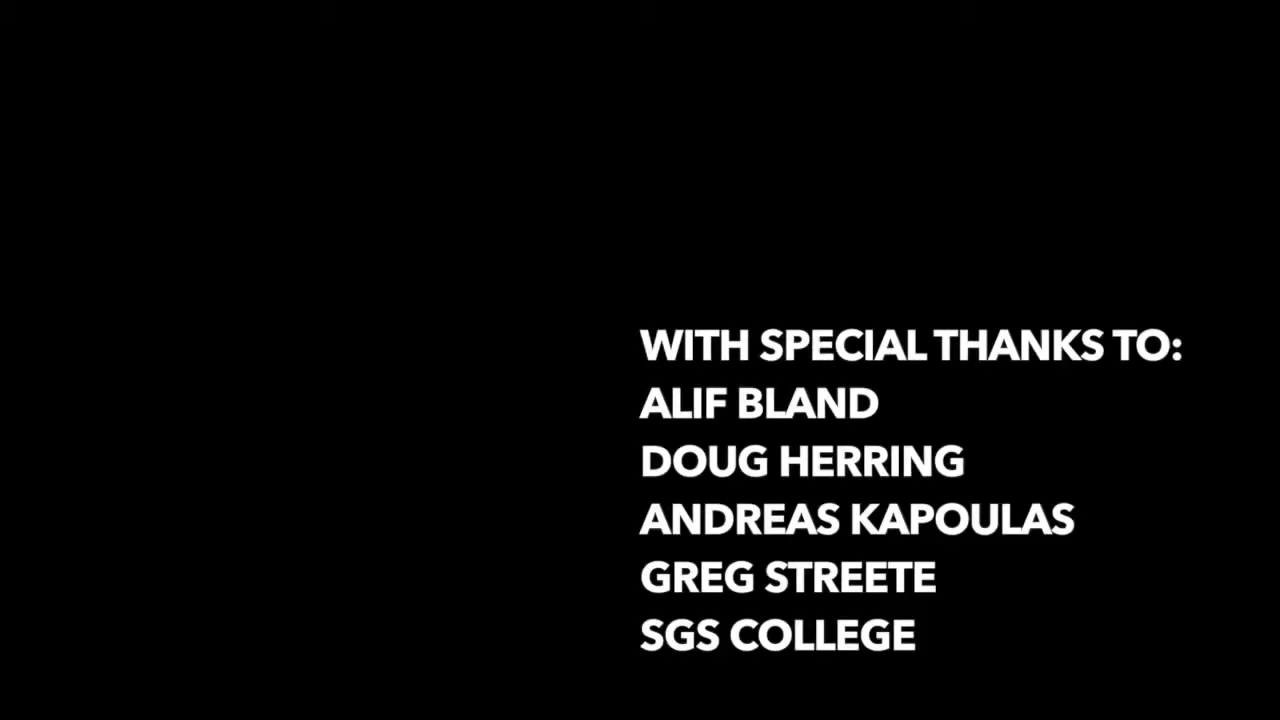 WITH SPECIAL THANKS TO:
ALIF BLAND
DOUG HERRING
ANDREAS KAPOULAS
GREG STREETE
SGS COLLEGE